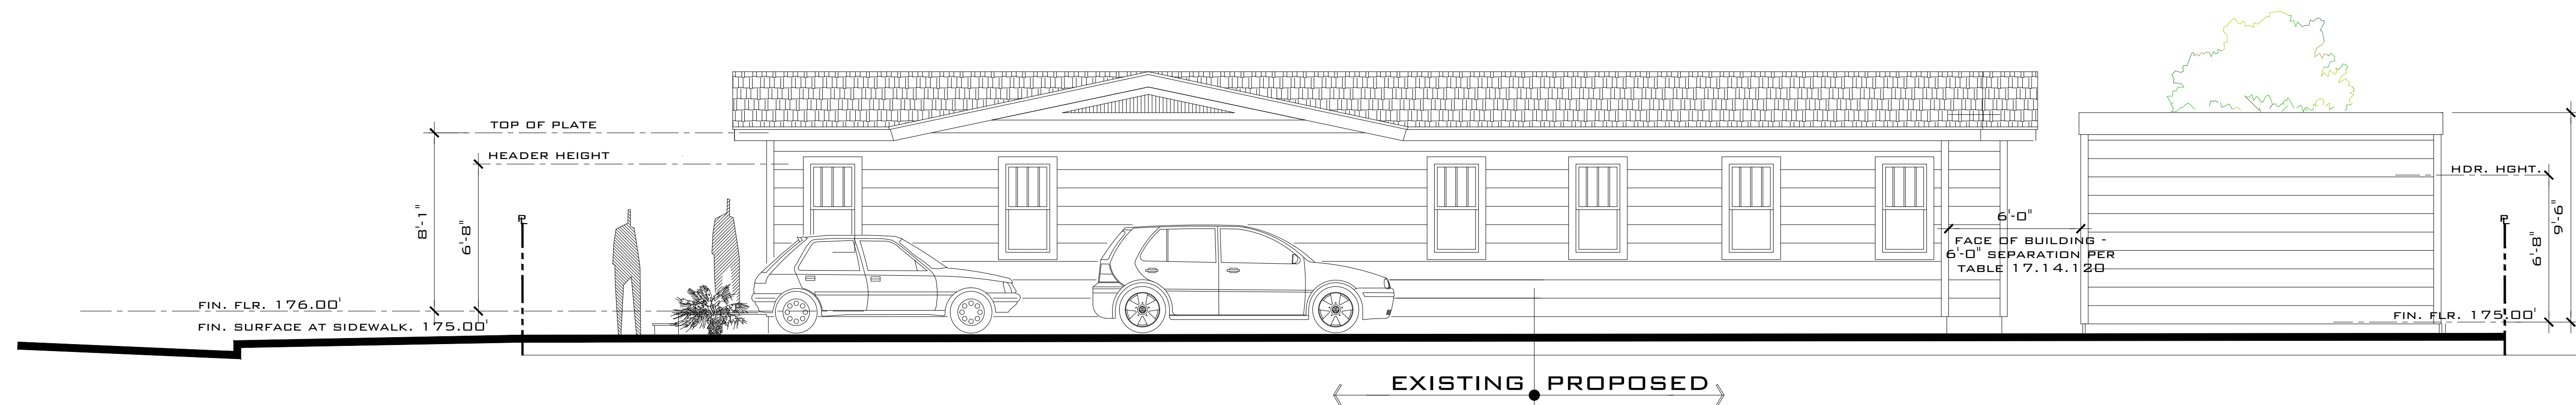 TOP OF PLATE
HEADER HEIGHT
8'-1"
6'-8"
PL
FIN. FLR. 176.00'
FIN. SURFACE AT SIDEWALK. 175.00'
6'-0"
FACE OF BUILDING -
6'-0" SEPARATION PER
TABLE 17.14.120
HDR. HGHT.
PL
6'-8"
9'-6"
FIN. FLR. 175.00'
EXISTING PROPOSED